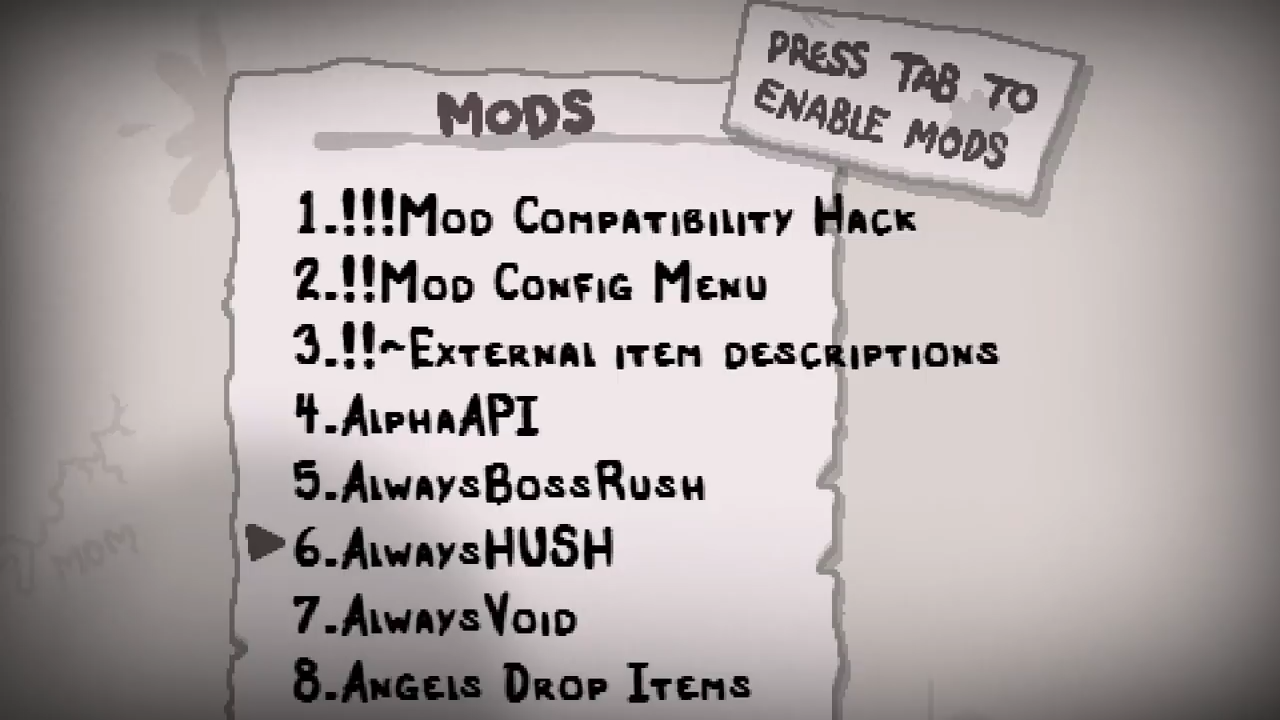 PRESS TAB TO
ENABLE MODS
MODS
1.!!!Mod Compatibility Hack
2.!!Mod Config Menu
3.!!~External item descriptions
4.AlphaAPI
5.AlwaysBossRush
6.AlwaysHUSH
7.AlwaysVoid
8.Angels Drop Items
MOM